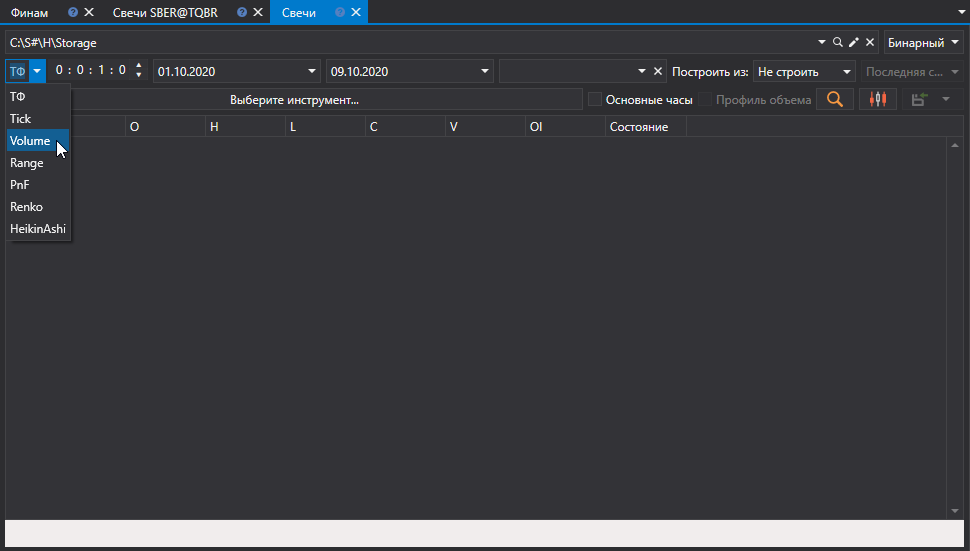 Финам Свечи SBER@TQBR Свечи
C:\S#\H\Storage Бинарный
ТФ 0 : 0 : 1 : 0 01.10.2020 09.10.2020 Построить из: Не строить Последняя с...
Выберите инструмент... Основные часы Профиль объема
O H L C V OI Состояние
ТФ
Tick
Volume
Range
PnF
Renko
HeikinAshi